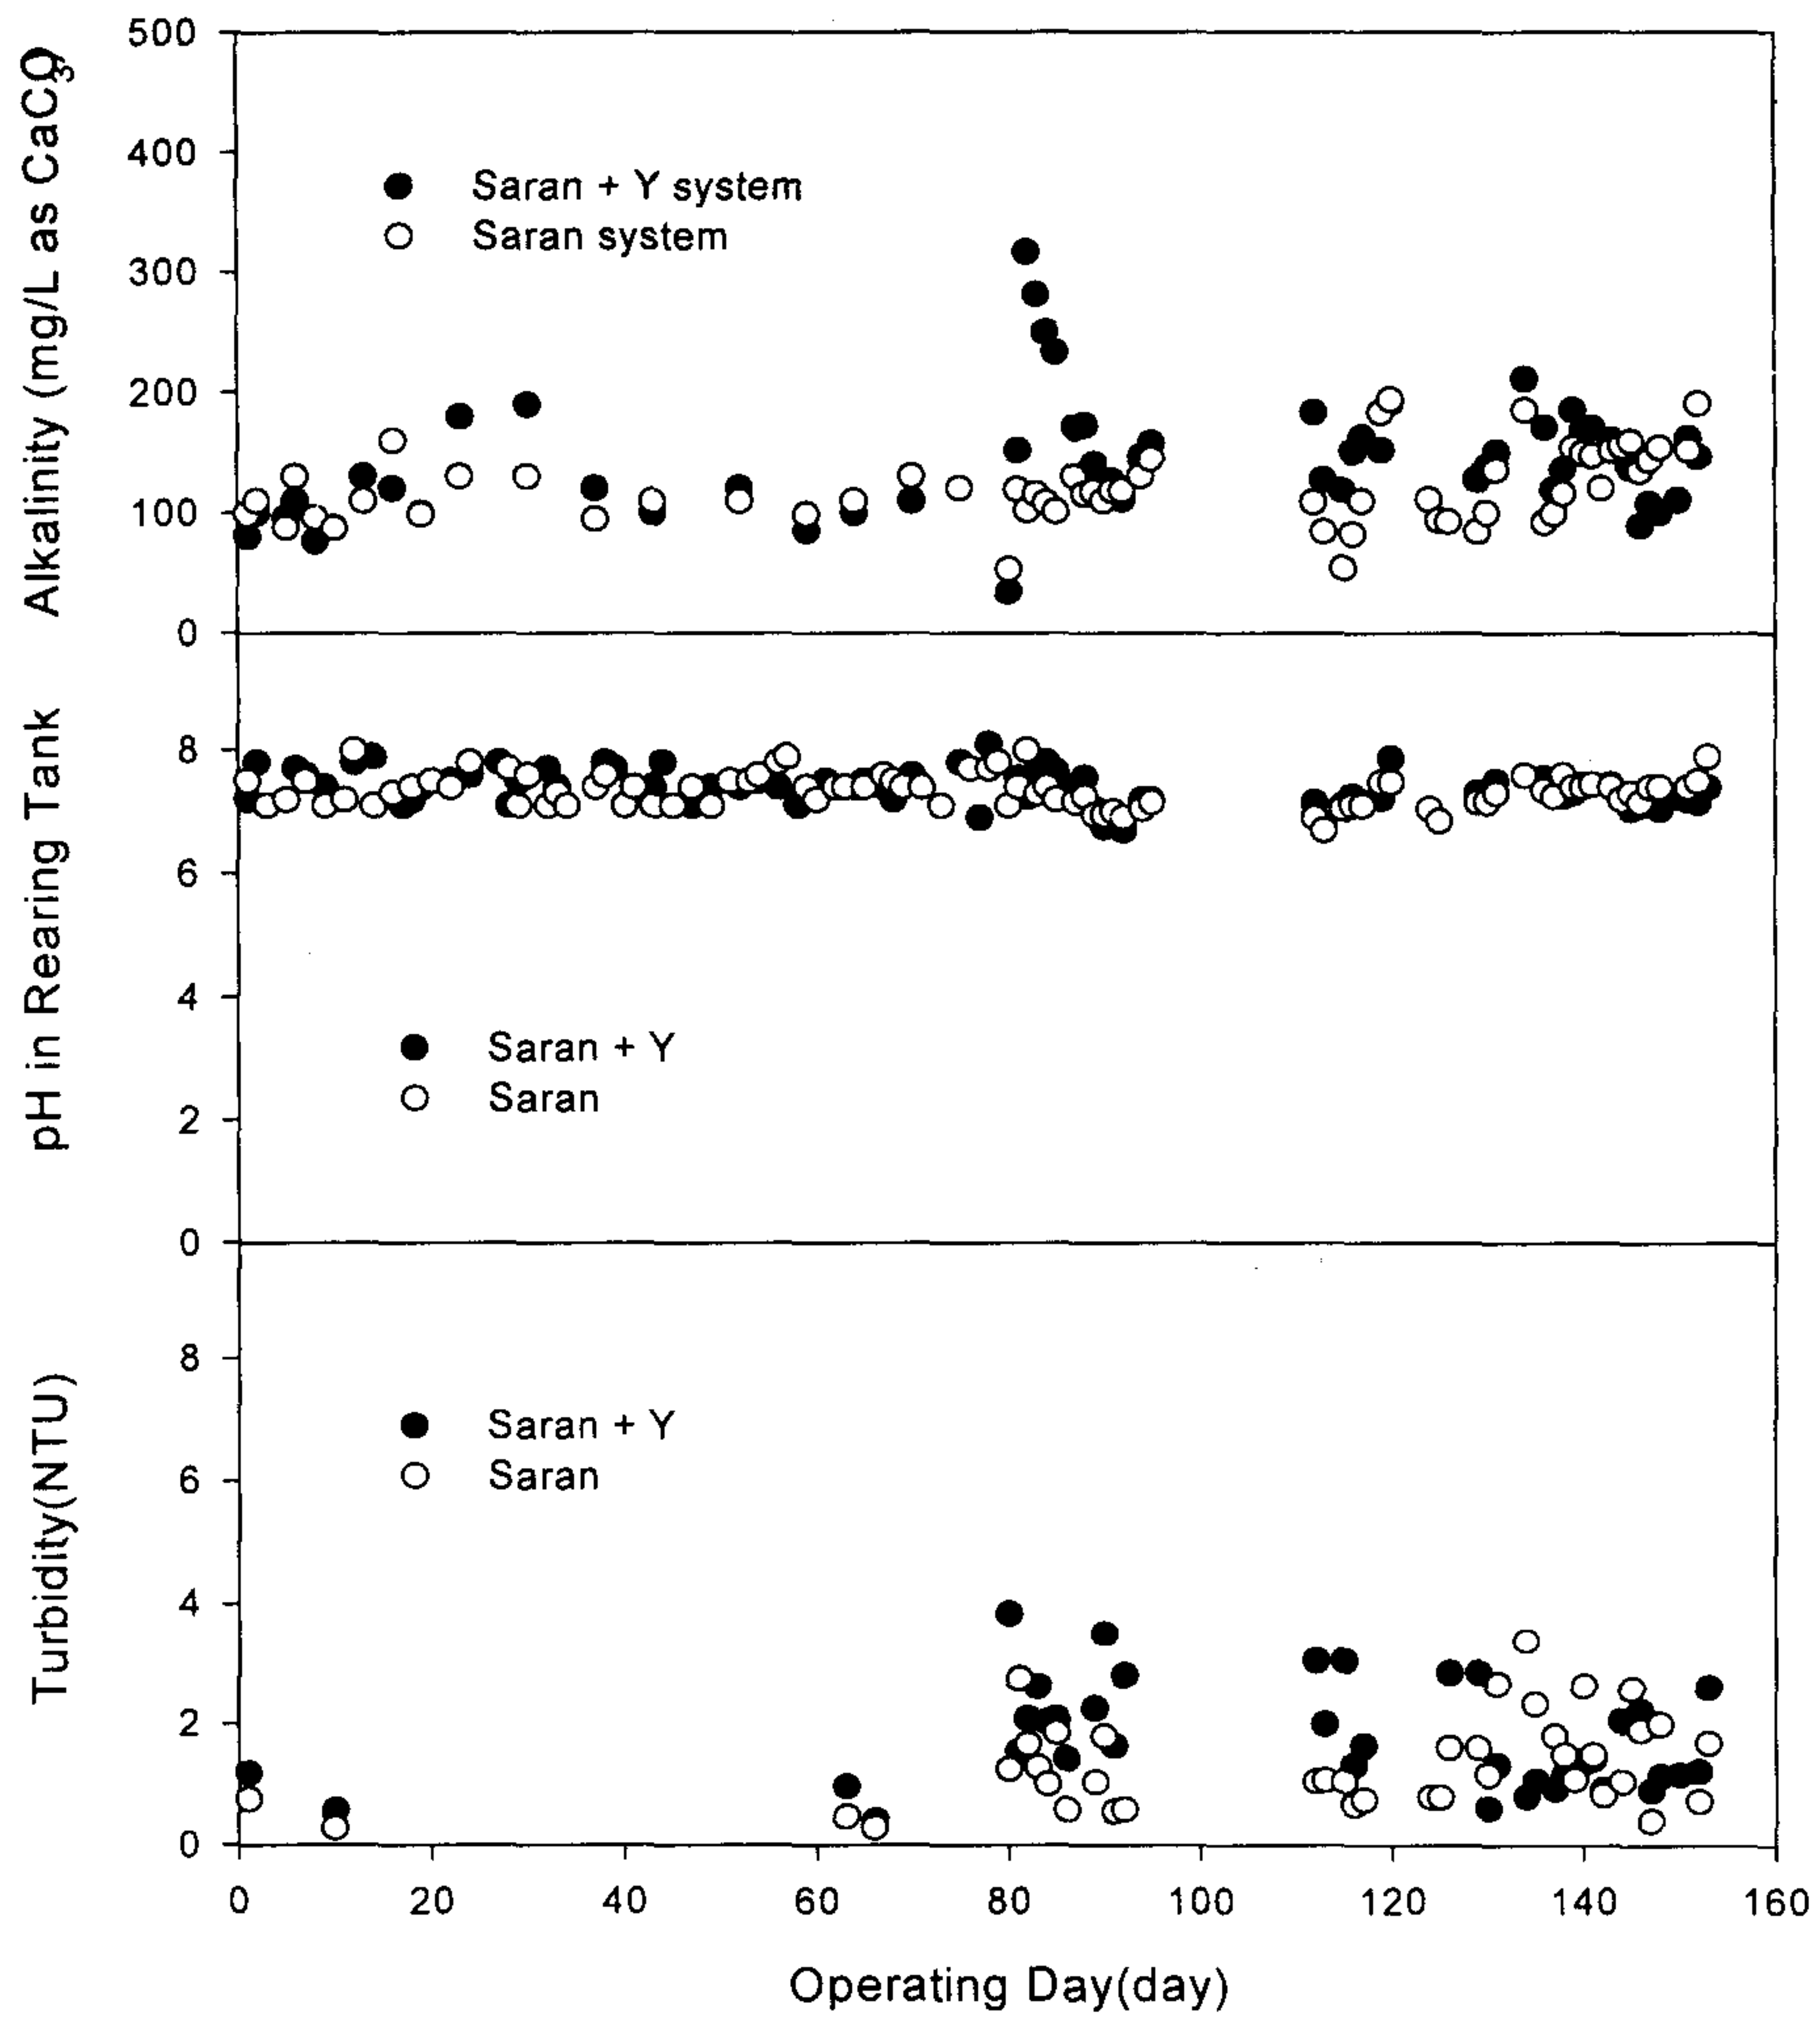 Alkalinity (mg/L as CaCO3)
500
400
300
200
100
0
Saran + Y system
Saran system
pH in Rearing Tank
8
6
4
2
0
Saran + Y
Saran
Turbidity(NTU)
8
6
4
2
0
Saran + Y
Saran
0 20 40 60 80 100 120 140 160
Operating Day(day)